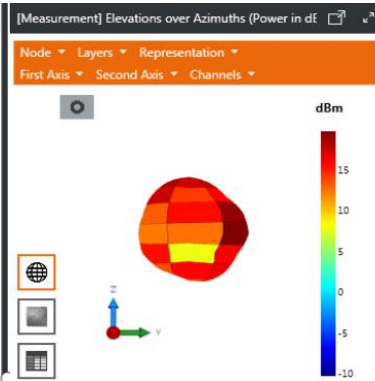 [Measurement] Elevations over Azimuths (Power in dE
Node Layers Representation
First Axis Second Axis Channels
dBm
15
10
5
0
-5
-10
Z
Y